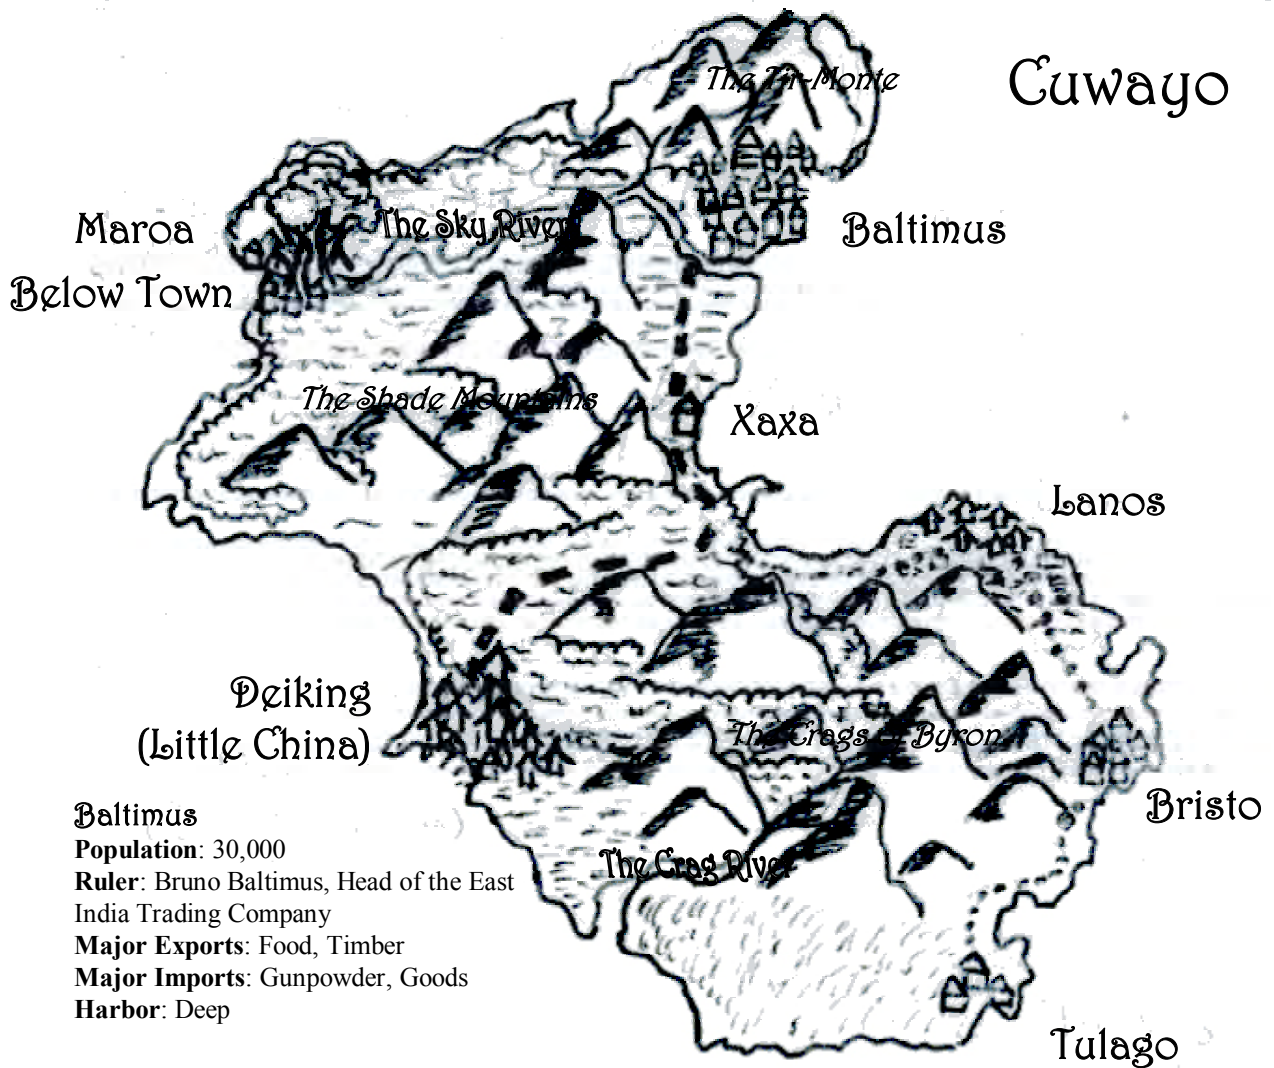 The Tir-Monte
Cuwayo
Maroa
The Sky River
Baltimus
Below Town
The Shade Mountains
Xaxa
Lanos
Deiking
(Little China)
The Crags of Byron
Bristo
The Crag River
Baltimus
Population: 30,000
Ruler: Bruno Baltimus, Head of the East
India Trading Company
Major Exports: Food, Timber
Major Imports: Gunpowder, Goods
Harbor: Deep
Tulago